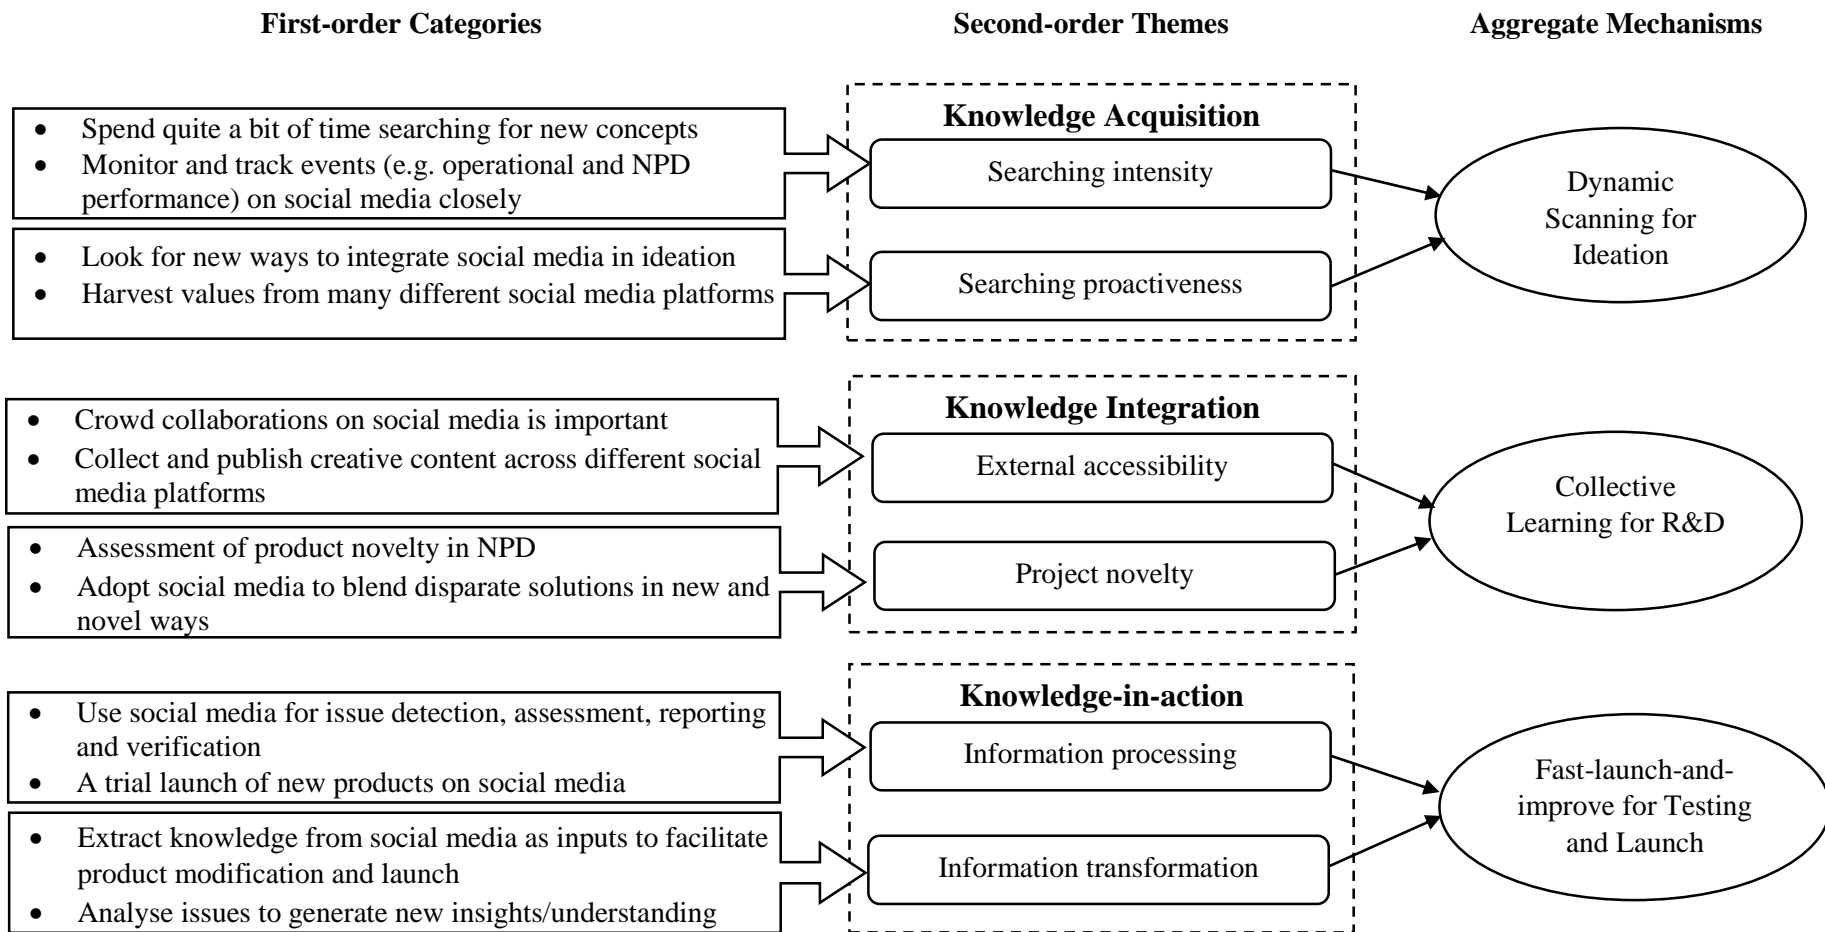 First-order Categories
Second-order Themes
Aggregate Mechanisms
• Spend quite a bit of time searching for new concepts
• Monitor and track events (e.g. operational and NPD
performance) on social media closely
• Look for new ways to integrate social media in ideation
• Harvest values from many different social media platforms
Knowledge Acquisition
Searching intensity
Searching proactiveness
Dynamic
Scanning for
Ideation
• Crowd collaborations on social media is important
• Collect and publish creative content across different social
media platforms
• Assessment of product novelty in NPD
• Adopt social media to blend disparate solutions in new and
novel ways
Knowledge Integration
External accessibility
Project novelty
Collective
Learning for R&D
• Use social media for issue detection, assessment, reporting
and verification
• A trial launch of new products on social media
• Extract knowledge from social media as inputs to facilitate
product modification and launch
• Analyse issues to generate new insights/understanding
Knowledge-in-action
Information processing
Information transformation
Fast-launch-and-
improve for Testing
and Launch